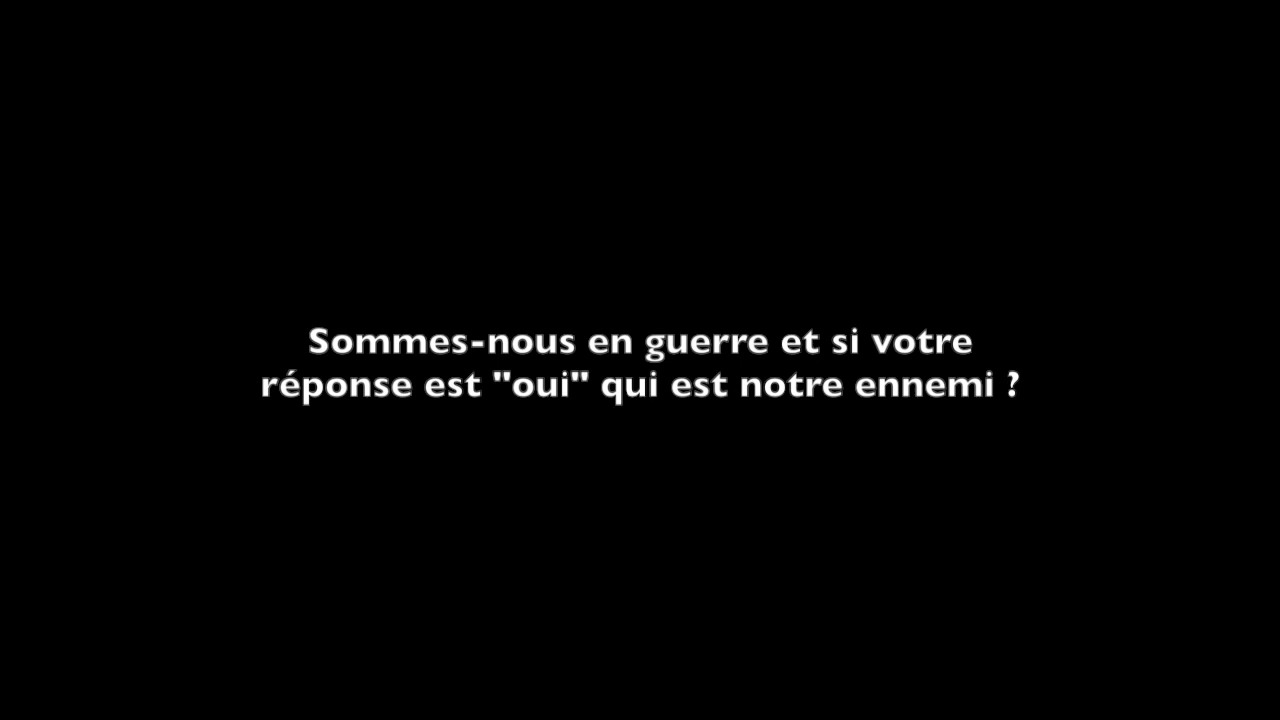 Sommes-nous en guerre et si votre
réponse est "oui" qui est notre ennemi ?